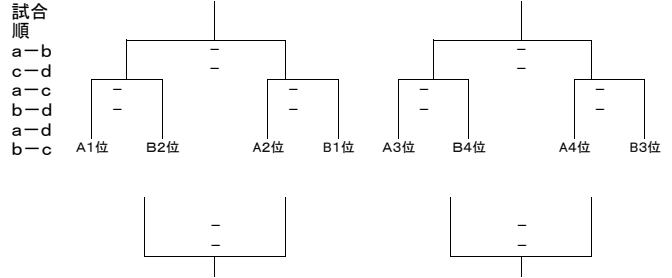 試合
順
a－b
c－d
a－c
b－d
a－d
b－c
－ －
－ －
－ － － －
－ － － －
A1位 B2位 A2位 B1位 A3位 B4位 A4位 B3位
－ －
－ －